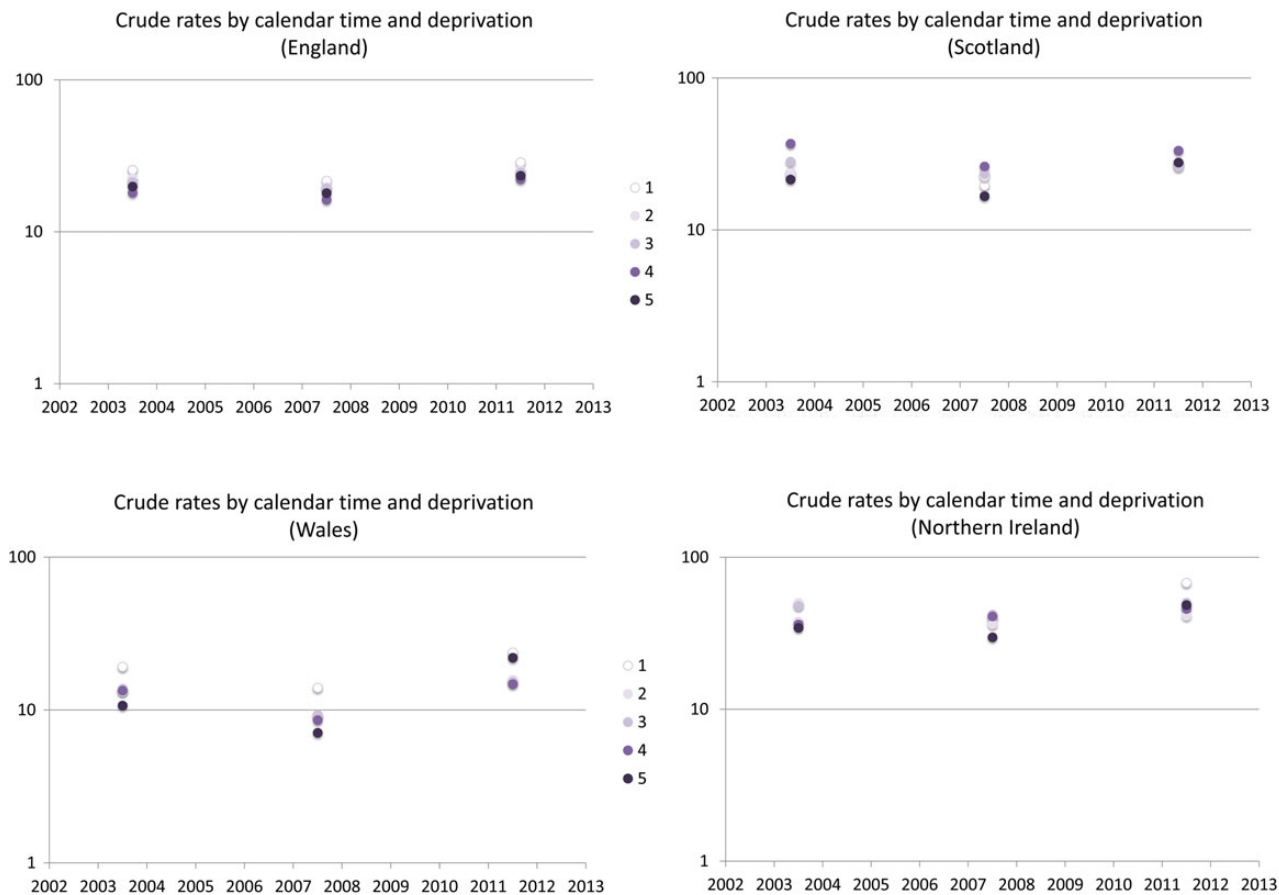 Crude rates by calendar time and deprivation
(England)
100
10
1
2002 2003 2004 2005 2006 2007 2008 2009 2010 2011 2012 2013
1
2
3
4
5
Crude rates by calendar time and deprivation
(Scotland)
100
10
1
2002 2003 2004 2005 2006 2007 2008 2009 2010 2011 2012 2013
Crude rates by calendar time and deprivation
(Wales)
100
10
1
2002 2003 2004 2005 2006 2007 2008 2009 2010 2011 2012 2013
1
2
3
4
5
Crude rates by calendar time and deprivation
(Northern Ireland)
100
10
1
2002 2003 2004 2005 2006 2007 2008 2009 2010 2011 2012 2013